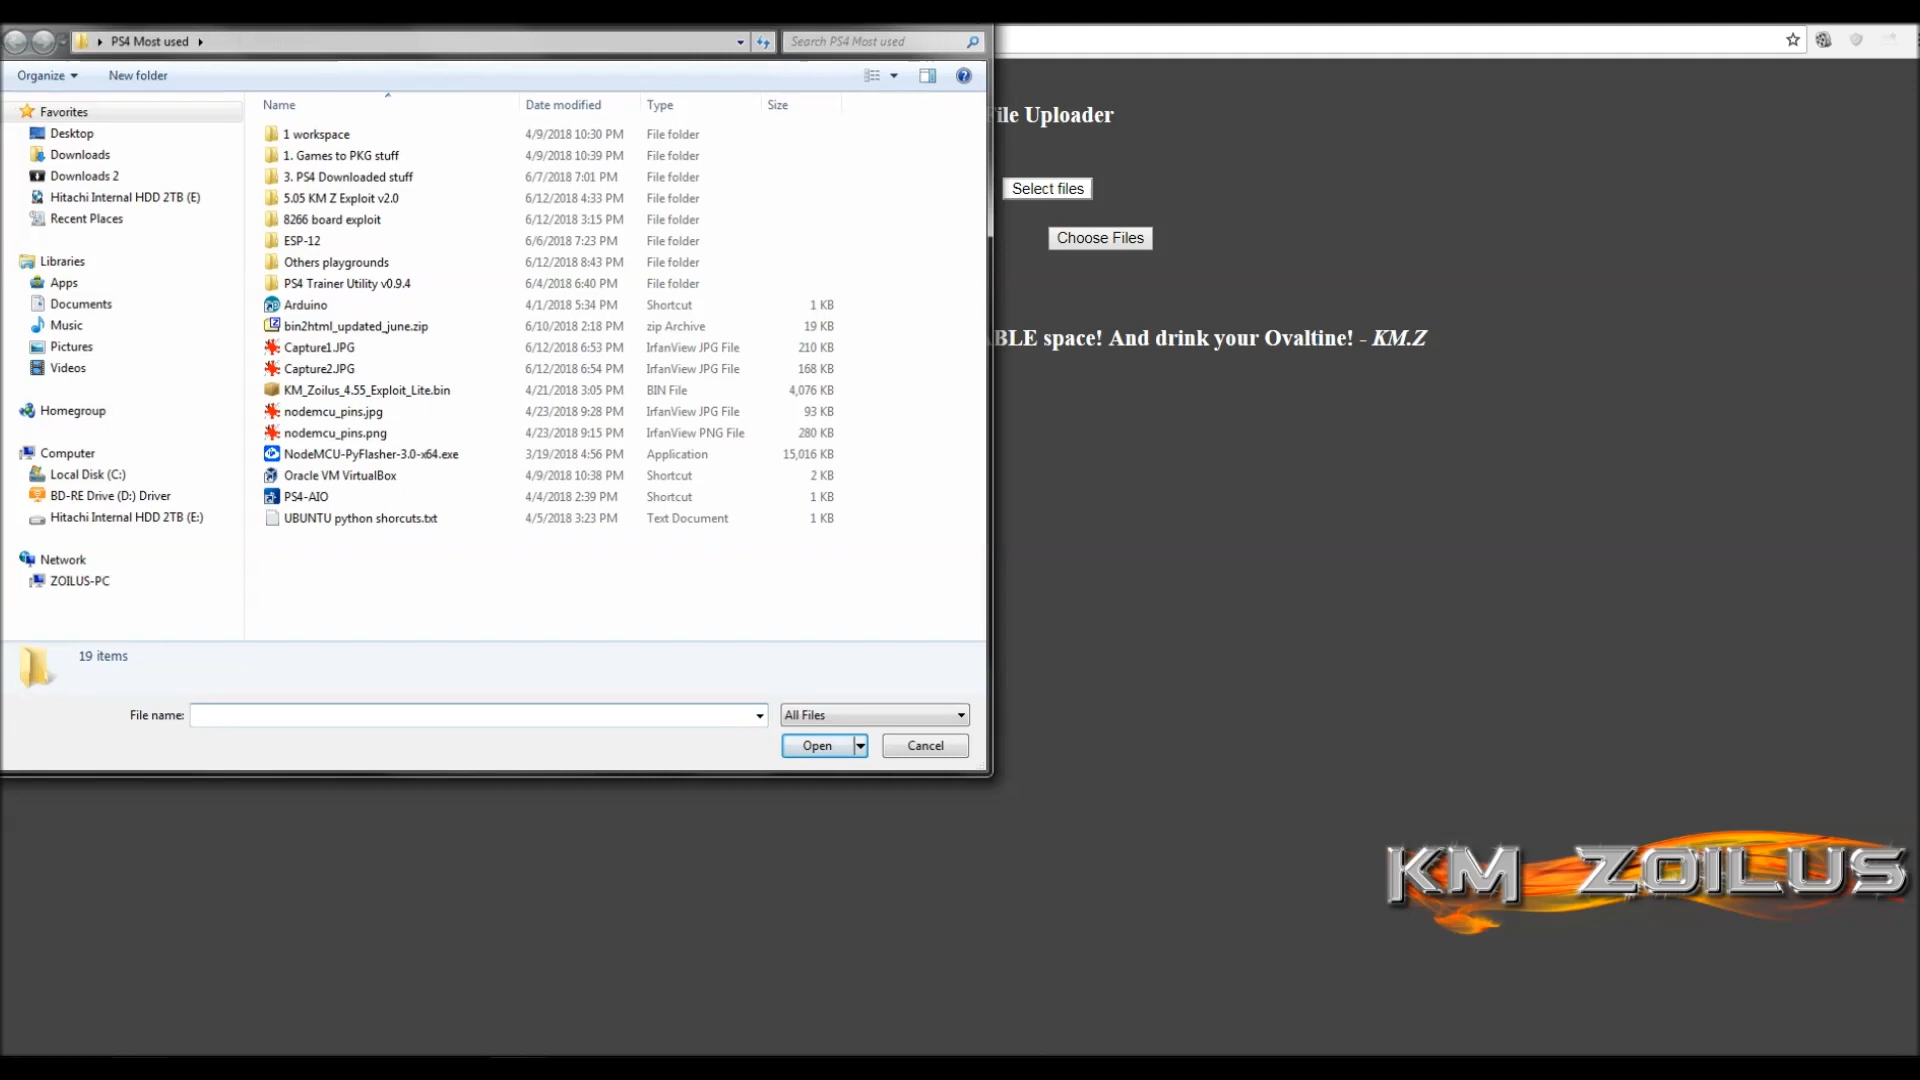 PS4 Most used
Search PS4 Most used
Organize
New folder
Name Date modified Type Size
Favorites
Desktop
Downloads
Downloads 2
Hitachi Internal HDD 2TB (E)
Recent Places
Libraries
Apps
Documents
Music
Pictures
Videos
Homegroup
Computer
Local Disk (C:)
BD-RE Drive (D:) Driver
Hitachi Internal HDD 2TB (E:)
Network
ZOILUS-PC
1 workspace 4/9/2018 10:30 PM File folder
1. Games to PKG stuff 4/9/2018 10:39 PM File folder
3. PS4 Downloaded stuff 6/7/2018 7:01 PM File folder
5.05 KM Z Exploit v2.0 6/12/2018 4:33 PM File folder
8266 board exploit 6/12/2018 3:15 PM File folder
ESP-12 6/6/2018 7:23 PM File folder
Others playgrounds 6/12/2018 8:43 PM File folder
PS4 Trainer Utility v0.9.4 6/4/2018 6:40 PM File folder
Arduino 4/1/2018 5:34 PM Shortcut 1 KB
bin2html_updated_june.zip 6/10/2018 2:18 PM zip Archive 19 KB
Capture1.JPG 6/12/2018 6:53 PM IrfanView JPG File 210 KB
Capture2.JPG 6/12/2018 6:54 PM IrfanView JPG File 168 KB
KM_Zoilus_4.55_Exploit_Lite.bin 4/21/2018 3:05 PM BIN File 4,076 KB
nodemcu_pins.jpg 4/23/2018 9:28 PM IrfanView JPG File 93 KB
nodemcu_pins.png 4/23/2018 9:15 PM IrfanView PNG File 280 KB
NodeMCU-PyFlasher-3.0-x64.exe 3/19/2018 4:56 PM Application 15,016 KB
Oracle VM VirtualBox 4/9/2018 10:38 PM Shortcut 2 KB
PS4-AIO 4/4/2018 2:39 PM Shortcut 1 KB
UBUNTU python shorcuts.txt 4/5/2018 3:23 PM Text Document 1 KB
19 items
File name:
All Files
Open
Cancel
ile Uploader
Select files
Choose Files
BLE space! And drink your Ovaltine! - KM.Z
KM ZOILUS